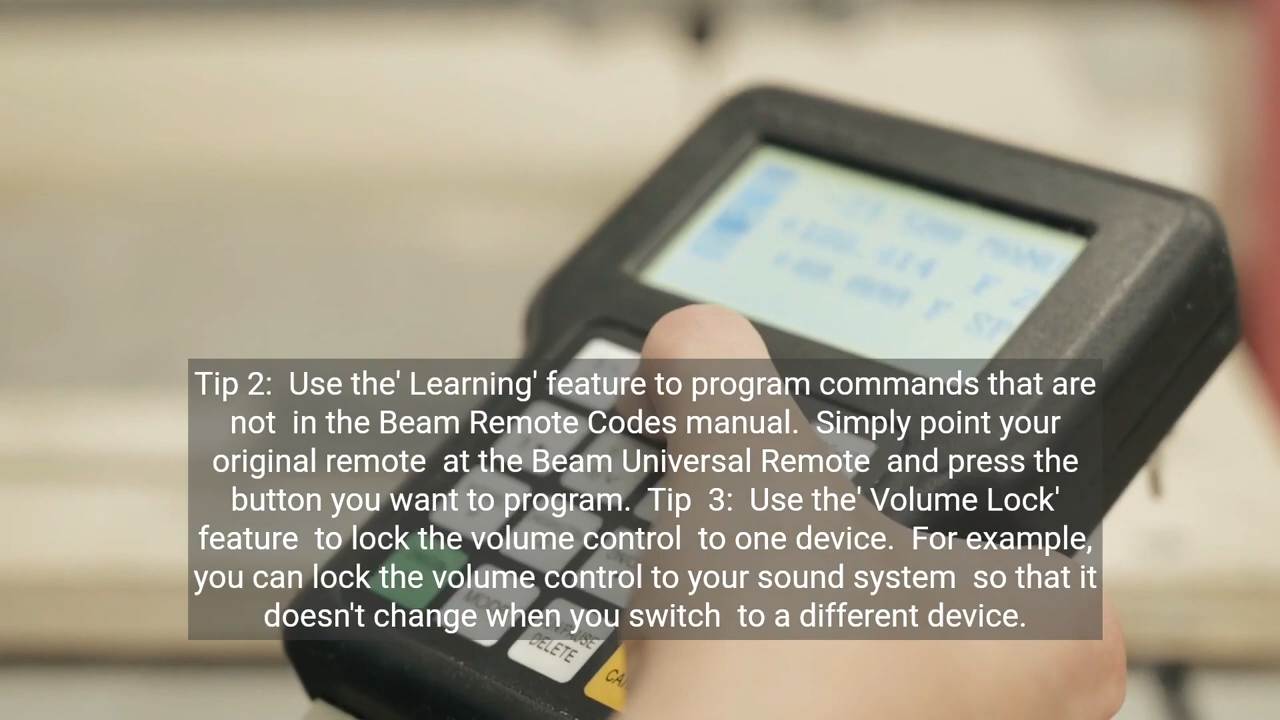 Tip 2:  Use the' Learning' feature to program commands that are
not  in the Beam Remote Codes manual.  Simply point your
original remote  at the Beam Universal Remote  and press the
button you want to program.  Tip  3:  Use the' Volume Lock'
feature  to lock the volume control  to one device.  For example,
you can lock the volume control to your sound system  so that it
doesn't change when you switch  to a different device.
DELETE